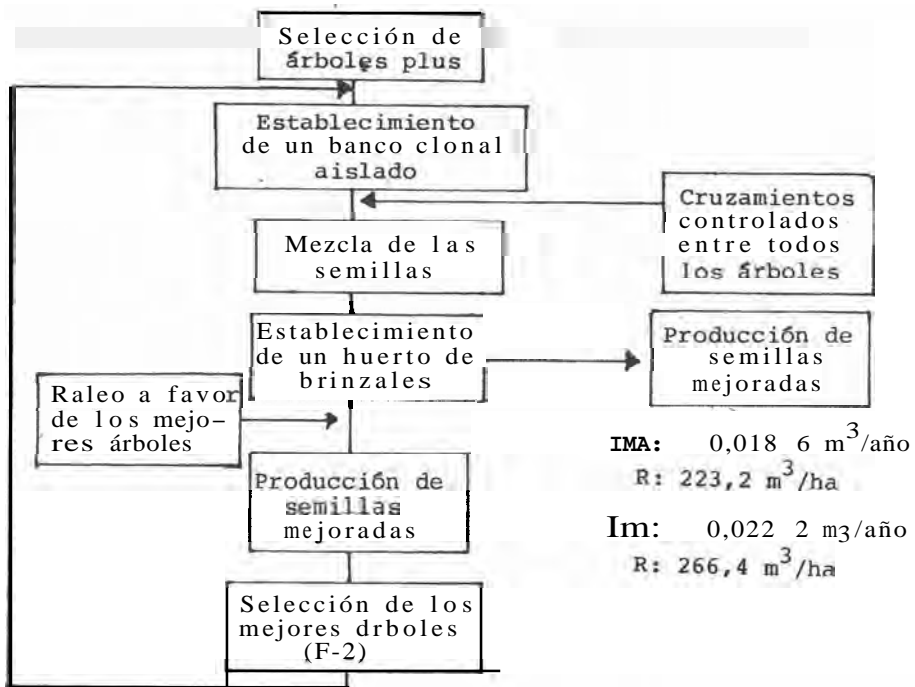 Selección de
árboles plus
Establecimiento
de un banco clonal
aislado
Cruzamientos
controlados
entre todos
los árboles
Mezcla de las
semillas
Establecimiento
de un huerto de
brinzales
Producción de
semillas
mejoradas
Raleo a favor
de los mejo-
res árboles
IMA: 0,018 6 m³/año
R: 223,2 m³/ha
Producción de
semillas
mejoradas
Im: 0,022 2 m3/año
R: 266,4 m³/ha
Selección de los
mejores drboles
(F-2)